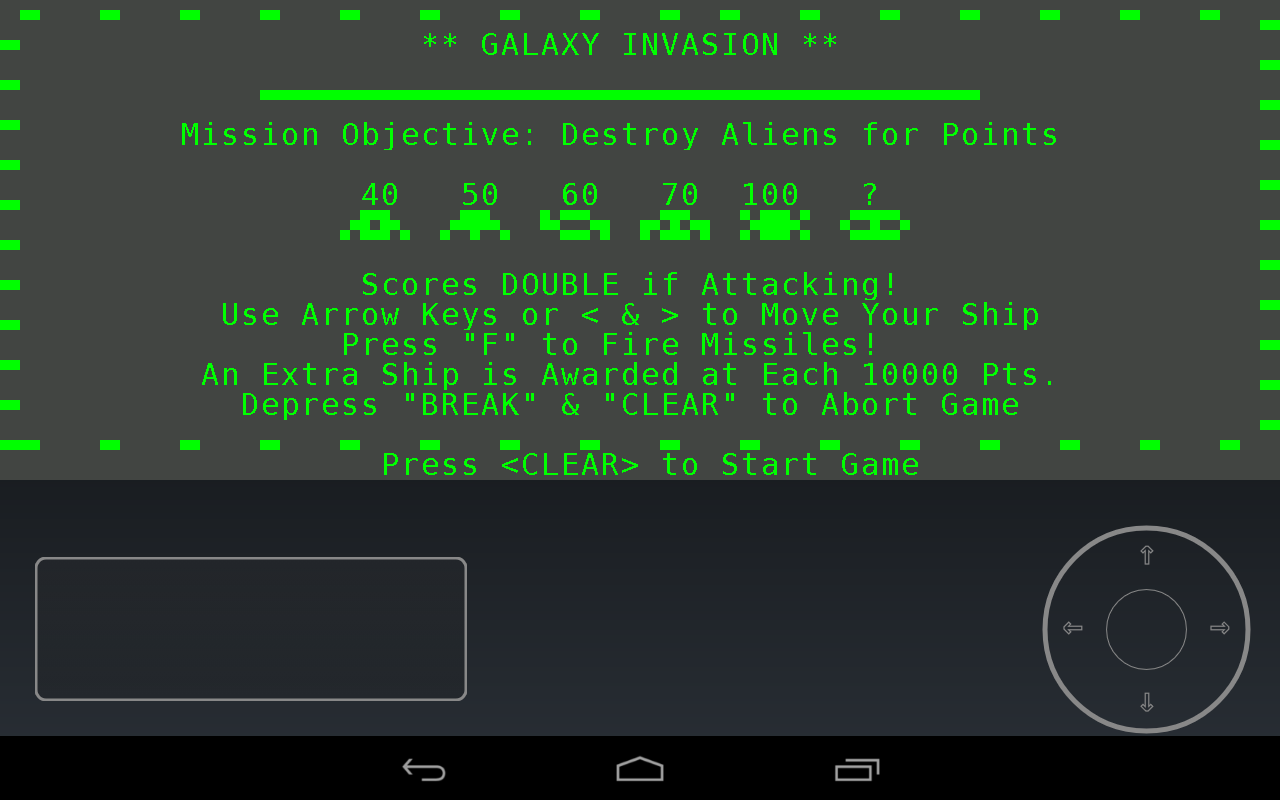 ** GALAXY INVASION **
Mission Objective: Destroy Aliens for Points
40 50 60 70 100 ?
Scores DOUBLE if Attacking!
Use Arrow Keys or < & > to Move Your Ship
Press "F" to Fire Missiles!
An Extra Ship is Awarded at Each 10000 Pts.
Depress "BREAK" & "CLEAR" to Abort Game
Press <CLEAR> to Start Game